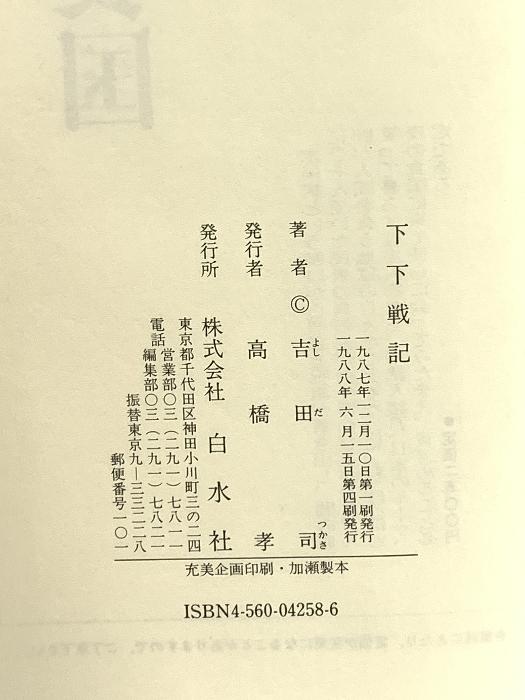 下下戦記
一九八七年一二月一〇日第一刷発行
一九八八年 六 月一五日第四刷発行
著者 © 吉田 司
よし だ つかさ
発行者 高橋 孝
発行所 株式会社 白水社
東京都千代田区神田小川町三の二四
営業部〇三（二九一）七八一一
電話
編集部〇三（二九一）七八二一
振替東京九―三三二二八
郵便番号一〇一
充美企画印刷・加瀬製本
ISBN4-560-04258-6
国